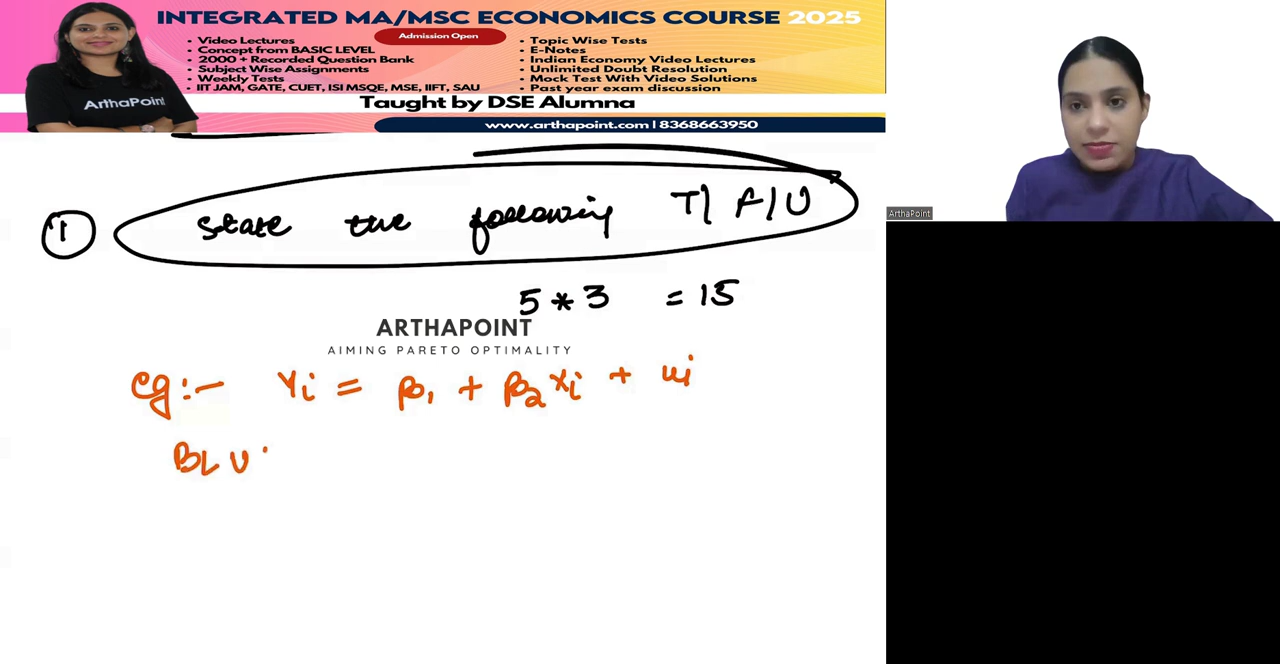 INTEGRATED MA/MSC ECONOMICS COURSE 2025
Admission Open
• Video Lectures
• Concept from BASIC LEVEL
• 2000 + Recorded Question Bank
• Subject Wise Assignments
• Weekly Tests
• IIT JAM, GATE, CUET, ISI MSQE, MSE, IIFT, SAU
• Topic Wise Tests
• E-Notes
• Indian Economy Video Lectures
• Unlimited Doubt Resolution
• Mock Test With Video Solutions
• Past year exam discussion
ArthaPoint
Taught by DSE Alumna
www.arthapoint.com | 8368663950
ArthaPoint
① State the following T/F/U
5 * 3 = 15
ARTHAPOINT
AIMING PARETO OPTIMALITY
eg:- Yi = β1 + β2Xi + ui
BLU